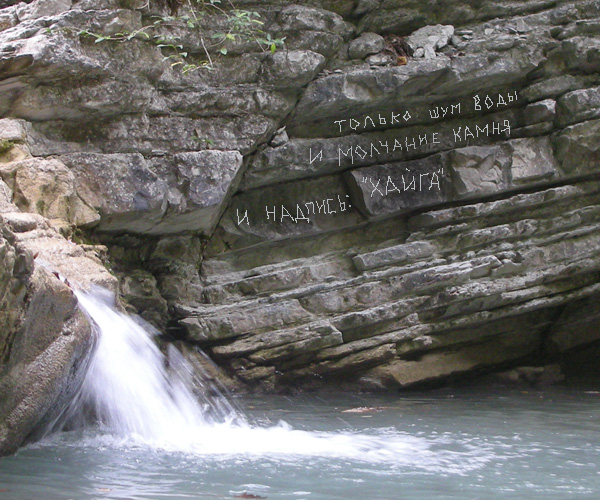 ТОЛЬКО ШУМ ВОДЫ
И МОЛЧАНИЕ КАМНЯ
И НАДПИСЬ: "ХАЙГА"